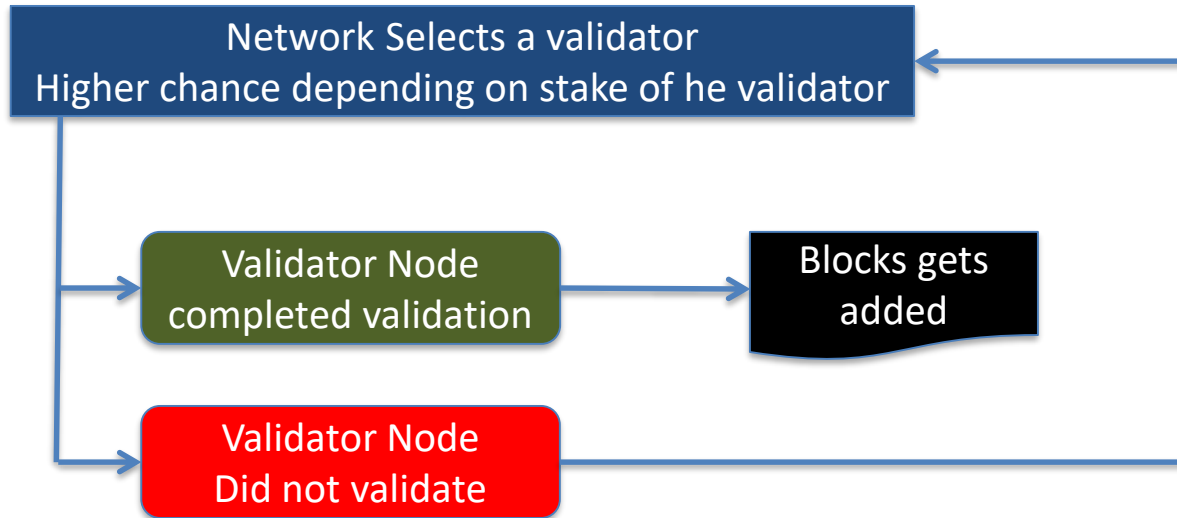 Network Selects a validator
Higher chance depending on stake of he validator
Validator Node
completed validation
Blocks gets
added
Validator Node
Did not validate